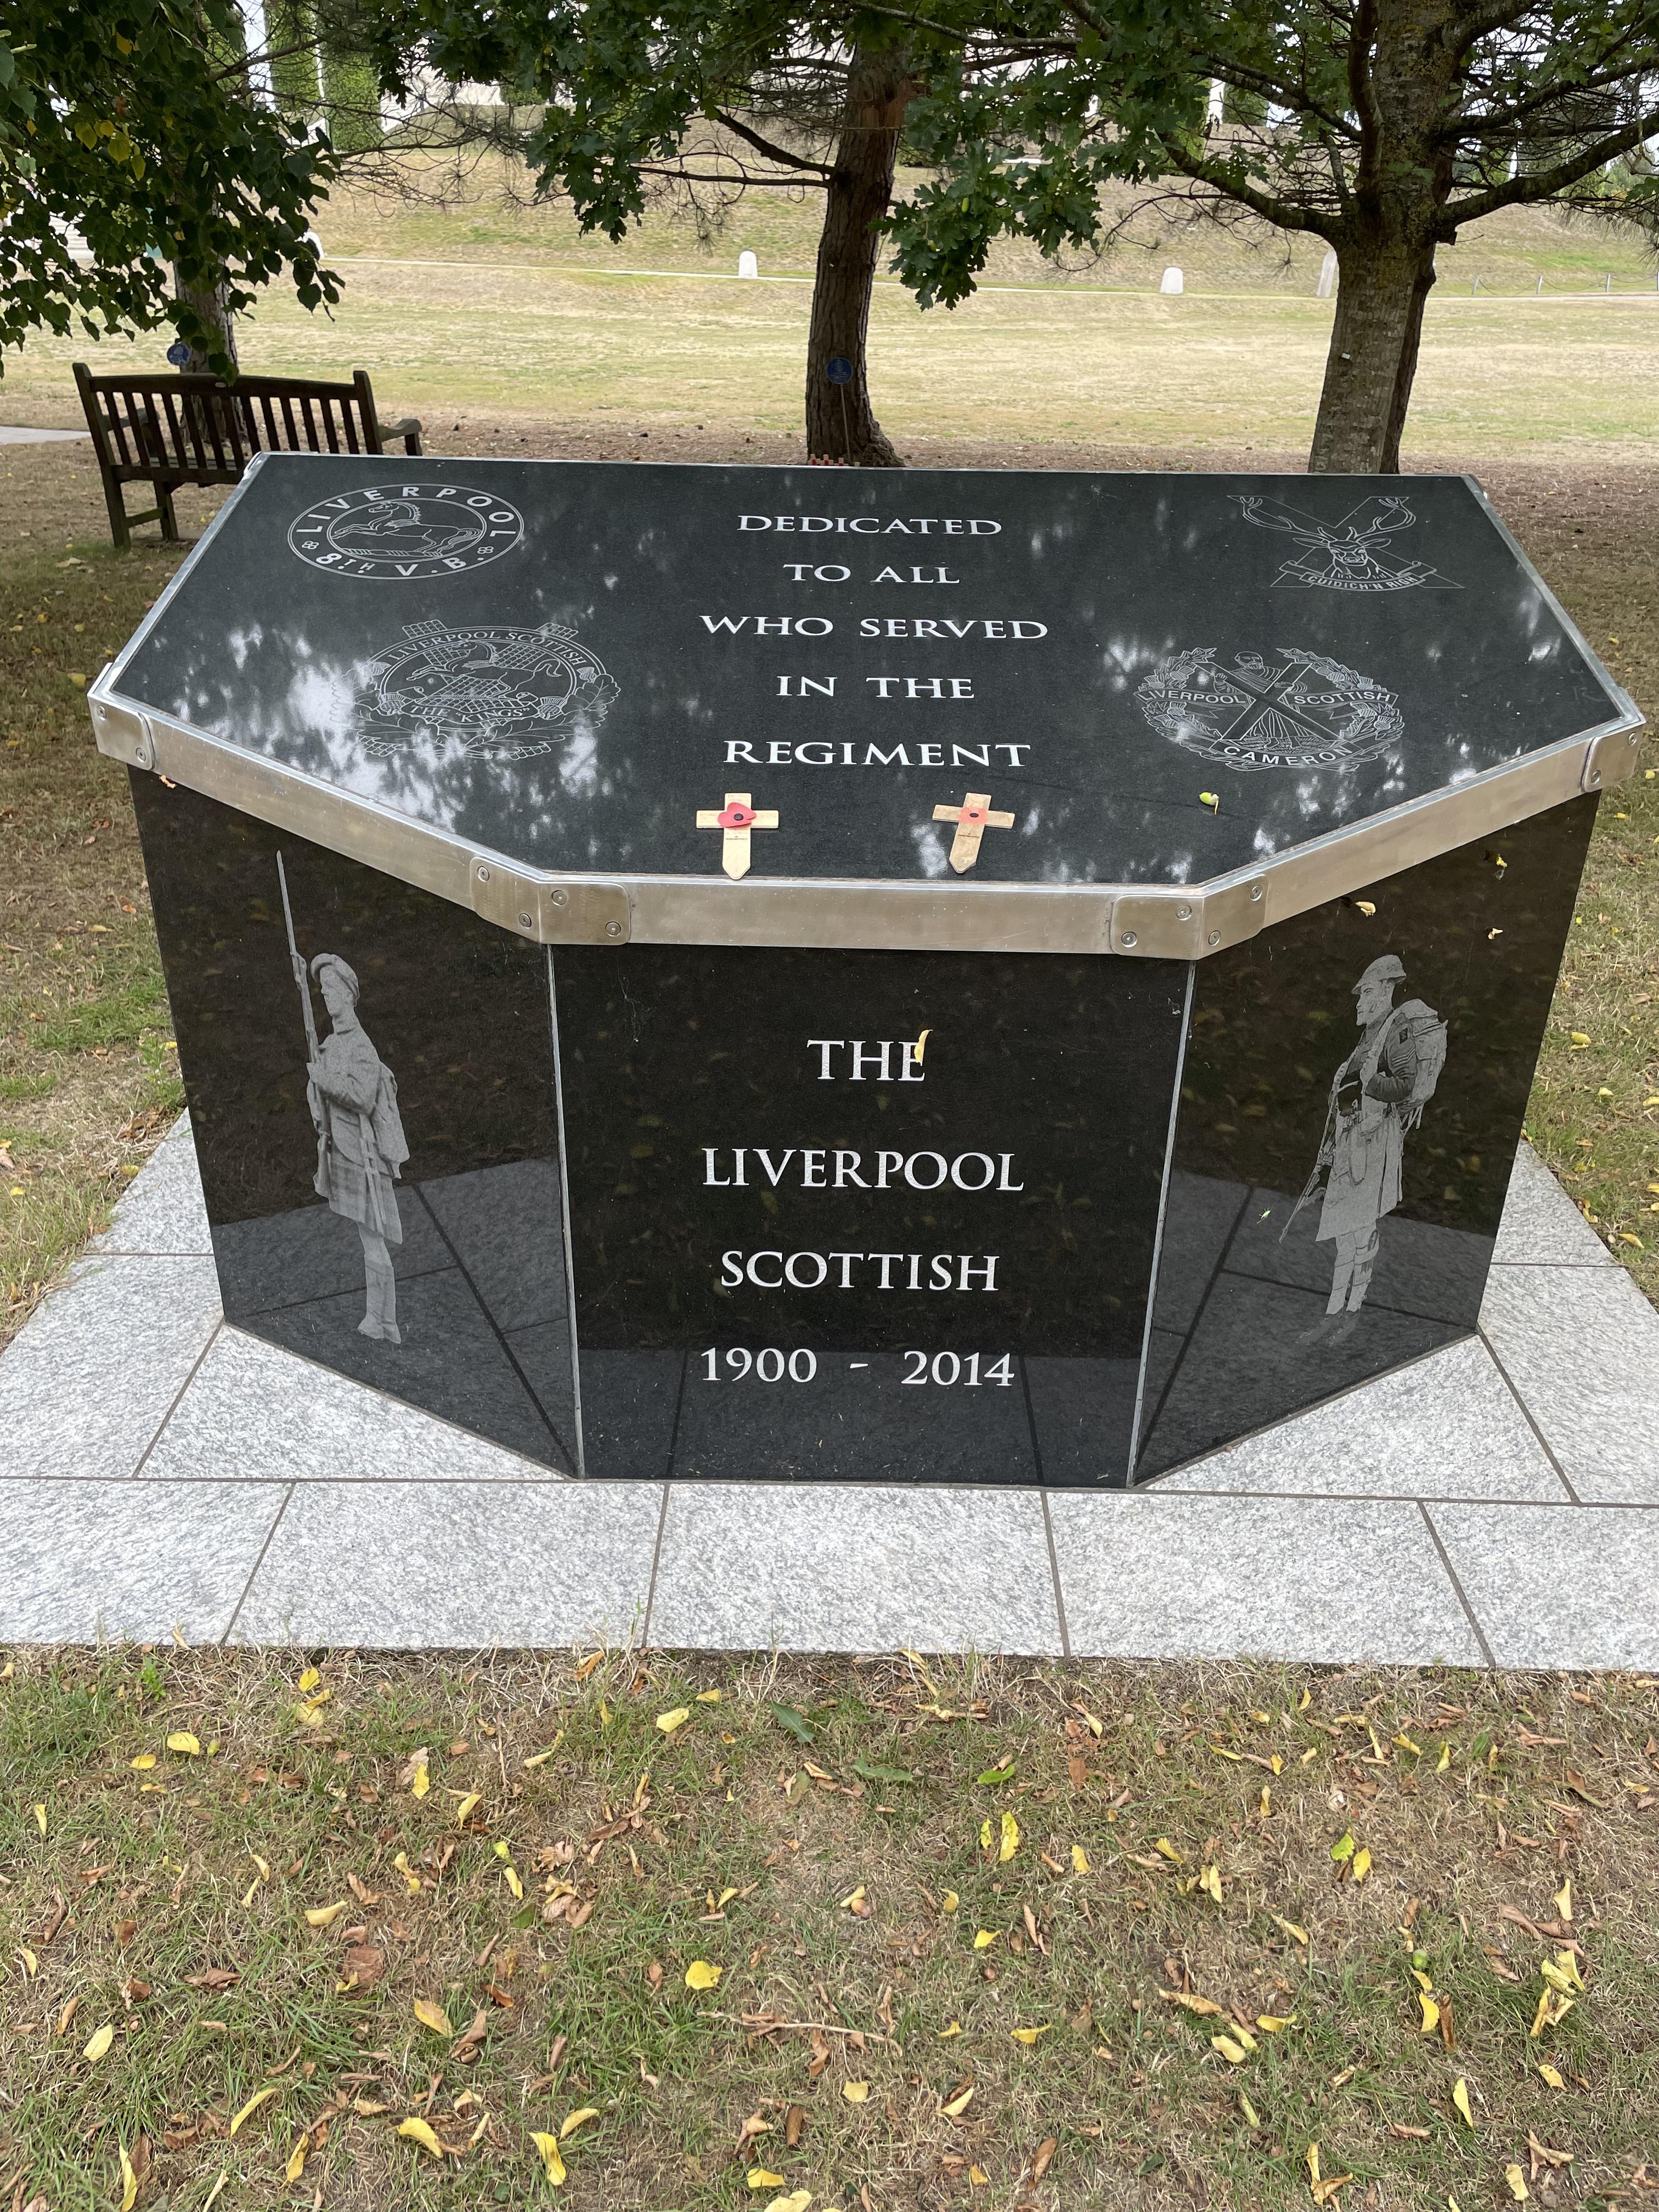 LIVERPOOL
8TH V.B.
LIVERPOOL SCOTTISH
THE KINGS
DEDICATED
TO ALL
WHO SERVED
IN THE
REGIMENT
CUIDICH'N RIGH
LIVERPOOL SCOTTISH
CAMERON
THE
LIVERPOOL
SCOTTISH
1900 - 2014